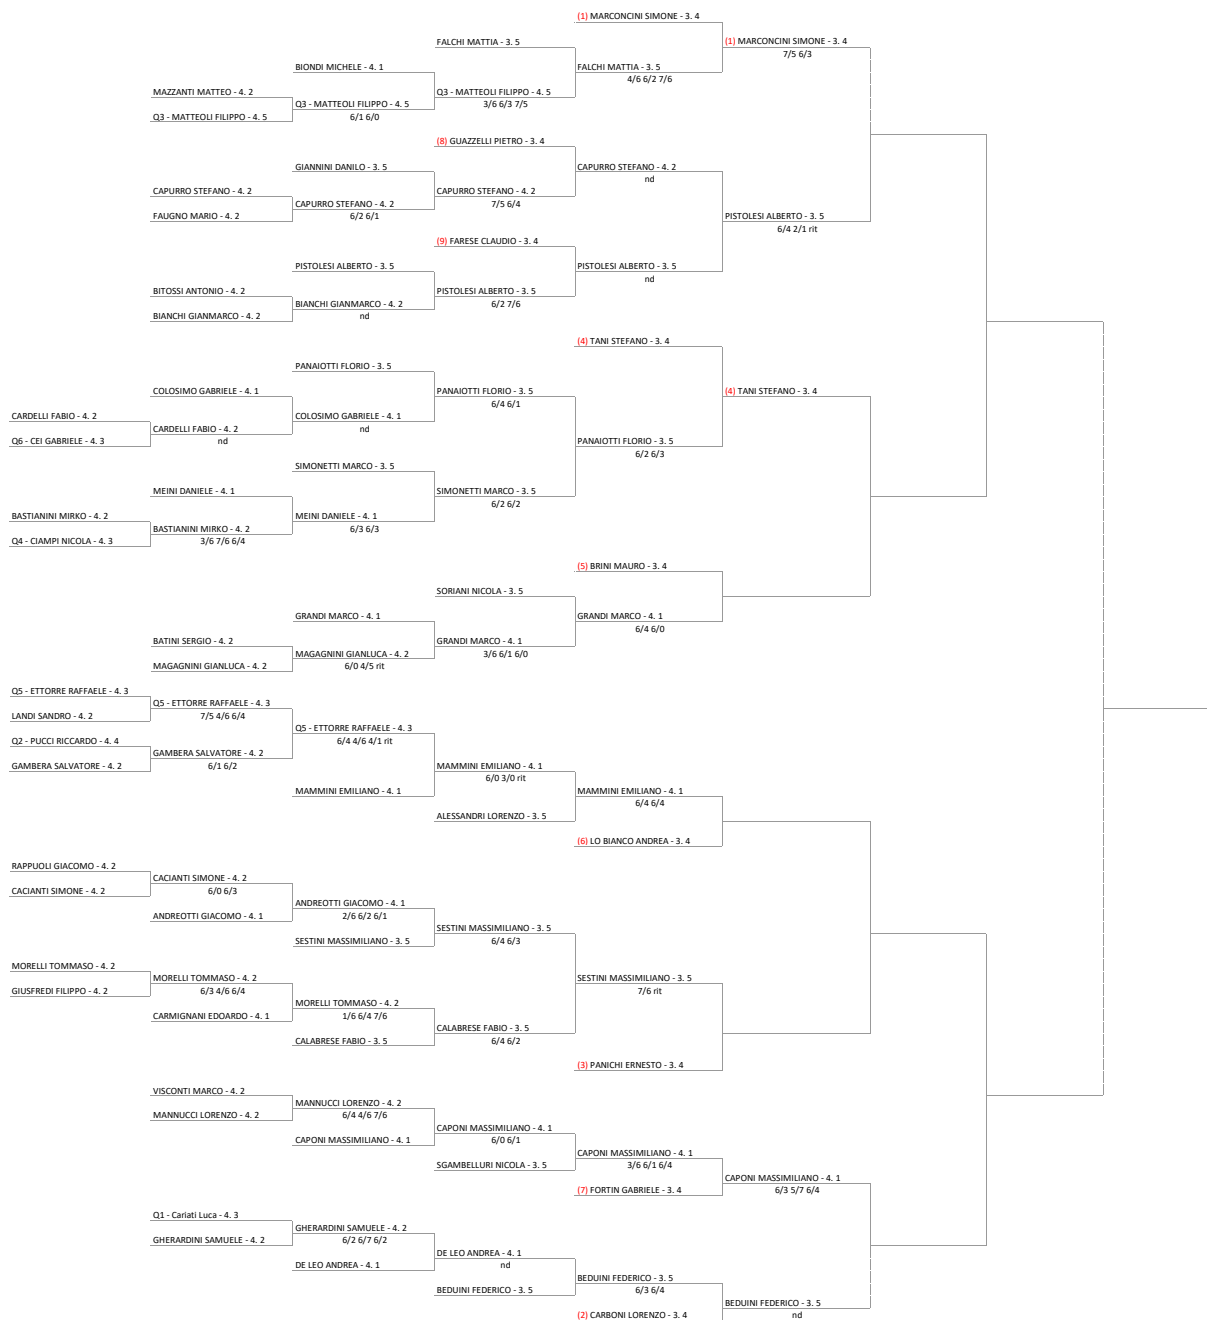 (1) MARCONCINI SIMONE - 3. 4
FALCHI MATTIA - 3. 5
(1) MARCONCINI SIMONE - 3. 4
7/5 6/3
BIONDI MICHELE - 4. 1
FALCHI MATTIA - 3. 5
4/6 6/2 7/6
MAZZANTI MATTEO - 4. 2
Q3 - MATTEOLI FILIPPO - 4. 5
3/6 6/3 7/5
Q3 - MATTEOLI FILIPPO - 4. 5
6/1 6/0
Q3 - MATTEOLI FILIPPO - 4. 5
(8) GUAZZELLI PIETRO - 3. 4
GIANNINI DANILO - 3. 5
CAPURRO STEFANO - 4. 2
nd
CAPURRO STEFANO - 4. 2
CAPURRO STEFANO - 4. 2
7/5 6/4
CAPURRO STEFANO - 4. 2
6/2 6/1
FAUGNO MARIO - 4. 2
PISTOLESI ALBERTO - 3. 5
6/4 2/1 rit
(9) FARESE CLAUDIO - 3. 4
PISTOLESI ALBERTO - 3. 5
PISTOLESI ALBERTO - 3. 5
nd
BITOSSI ANTONIO - 4. 2
PISTOLESI ALBERTO - 3. 5
6/2 7/6
BIANCHI GIANMARCO - 4. 2
nd
BIANCHI GIANMARCO - 4. 2
(4) TANI STEFANO - 3. 4
PANAIOTTI FLORIO - 3. 5
COLOSIMO GABRIELE - 4. 1
PANAIOTTI FLORIO - 3. 5
6/4 6/1
(4) TANI STEFANO - 3. 4
CARDELLI FABIO - 4. 2
COLOSIMO GABRIELE - 4. 1
nd
CARDELLI FABIO - 4. 2
nd
Q6 - CEI GABRIELE - 4. 3
PANAIOTTI FLORIO - 3. 5
6/2 6/3
SIMONETTI MARCO - 3. 5
MEINI DANIELE - 4. 1
SIMONETTI MARCO - 3. 5
6/2 6/2
BASTIANINI MIRKO - 4. 2
MEINI DANIELE - 4. 1
6/3 6/3
BASTIANINI MIRKO - 4. 2
3/6 7/6 6/4
Q4 - CIAMPI NICOLA - 4. 3
(5) BRINI MAURO - 3. 4
SORIANI NICOLA - 3. 5
GRANDI MARCO - 4. 1
GRANDI MARCO - 4. 1
6/4 6/0
BATINI SERGIO - 4. 2
GRANDI MARCO - 4. 1
3/6 6/1 6/0
MAGAGNINI GIANLUCA - 4. 2
6/0 4/5 rit
MAGAGNINI GIANLUCA - 4. 2
Q5 - ETTORRE RAFFAELE - 4. 3
Q5 - ETTORRE RAFFAELE - 4. 3
7/5 4/6 6/4
LANDI SANDRO - 4. 2
Q5 - ETTORRE RAFFAELE - 4. 3
6/4 4/6 4/1 rit
Q2 - PUCCI RICCARDO - 4. 4
GAMBERA SALVATORE - 4. 2
6/1 6/2
GAMBERA SALVATORE - 4. 2
MAMMINI EMILIANO - 4. 1
6/0 3/0 rit
MAMMINI EMILIANO - 4. 1
MAMMINI EMILIANO - 4. 1
6/4 6/4
ALESSANDRI LORENZO - 3. 5
(6) LO BIANCO ANDREA - 3. 4
RAPPUOLI GIACOMO - 4. 2
CACIANTI SIMONE - 4. 2
6/0 6/3
CACIANTI SIMONE - 4. 2
ANDREOTTI GIACOMO - 4. 1
2/6 6/2 6/1
ANDREOTTI GIACOMO - 4. 1
SESTINI MASSIMILIANO - 3. 5
6/4 6/3
SESTINI MASSIMILIANO - 3. 5
MORELLI TOMMASO - 4. 2
MORELLI TOMMASO - 4. 2
6/3 4/6 6/4
SESTINI MASSIMILIANO - 3. 5
7/6 rit
GIUSFREDI FILIPPO - 4. 2
MORELLI TOMMASO - 4. 2
1/6 6/4 7/6
CARMIGNANI EDOARDO - 4. 1
CALABRESE FABIO - 3. 5
6/4 6/2
CALABRESE FABIO - 3. 5
(3) PANICHI ERNESTO - 3. 4
VISCONTI MARCO - 4. 2
MANNUCCI LORENZO - 4. 2
6/4 4/6 7/6
MANNUCCI LORENZO - 4. 2
CAPONI MASSIMILIANO - 4. 1
6/0 6/1
CAPONI MASSIMILIANO - 4. 1
CAPONI MASSIMILIANO - 4. 1
3/6 6/1 6/4
SGAMBELLURI NICOLA - 3. 5
CAPONI MASSIMILIANO - 4. 1
6/3 5/7 6/4
(7) FORTIN GABRIELE - 3. 4
Q1 - Cariati Luca - 4. 3
GHERARDINI SAMUELE - 4. 2
6/2 6/7 6/2
GHERARDINI SAMUELE - 4. 2
DE LEO ANDREA - 4. 1
nd
DE LEO ANDREA - 4. 1
BEDUINI FEDERICO - 3. 5
6/3 6/4
BEDUINI FEDERICO - 3. 5
BEDUINI FEDERICO - 3. 5
nd
(2) CARBONI LORENZO - 3. 4